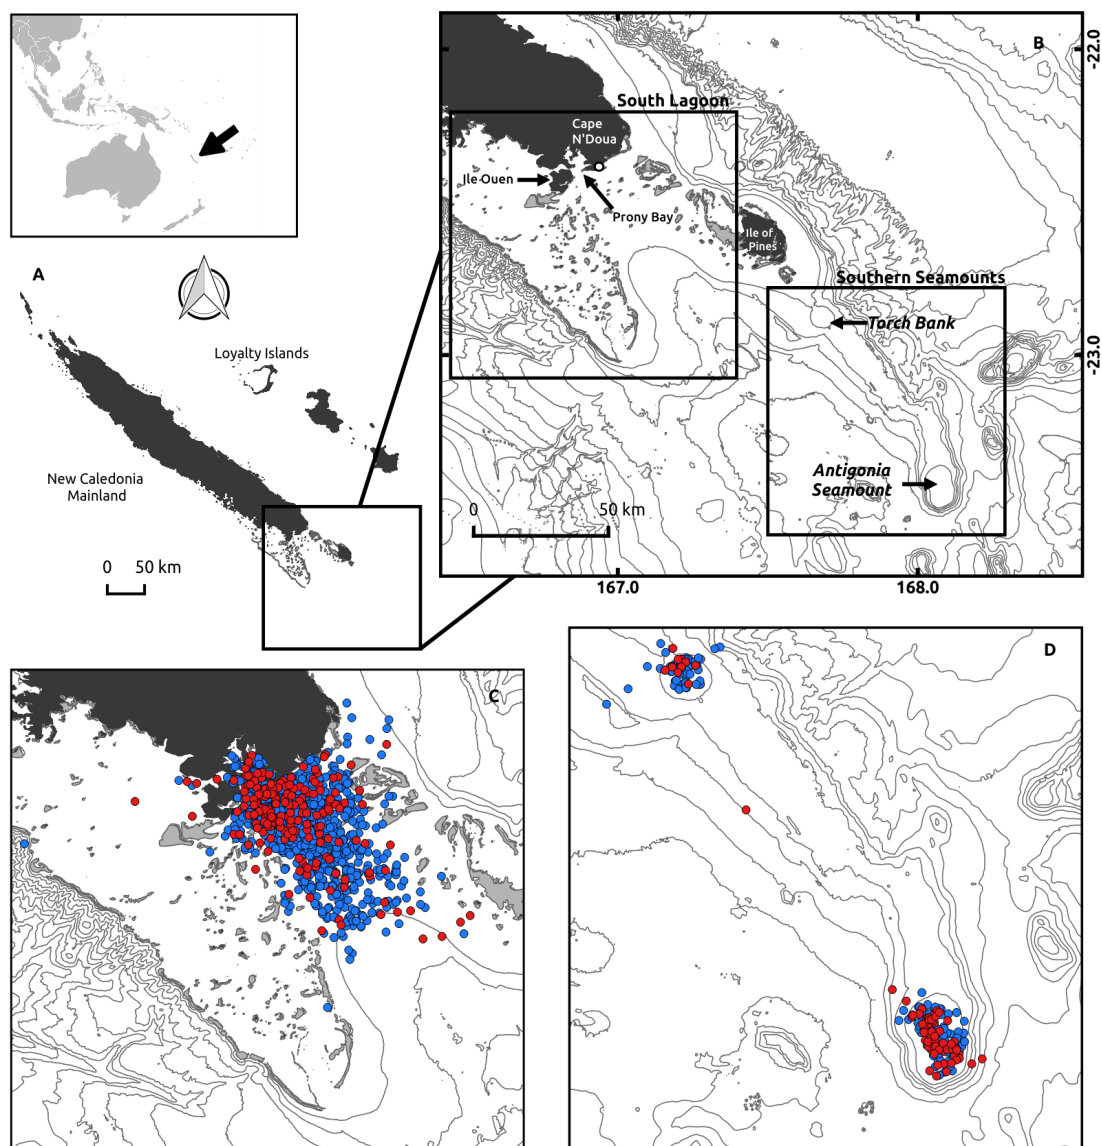 A
Loyalty Islands
New Caledonia
Mainland
0 50 km
B
-22.0
South Lagoon
Cape
N'Doua
Ile Ouen
Prony Bay
Ile of
Pines
Southern Seamounts
Torch Bank
-23.0
Antigonia
Seamount
0 50 km
167.0 168.0
C
D